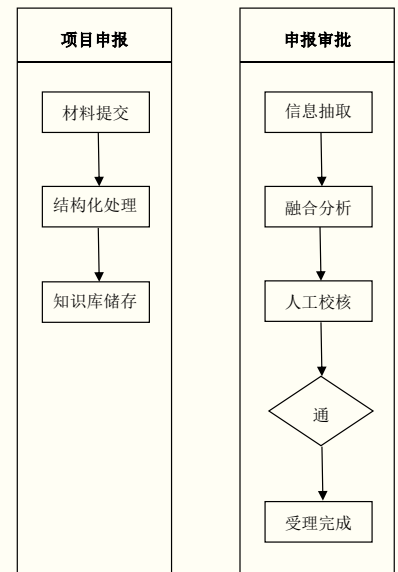 项目申报
材料提交
结构化处理
知识库储存
申报审批
信息抽取
融合分析
人工校核
通
受理完成